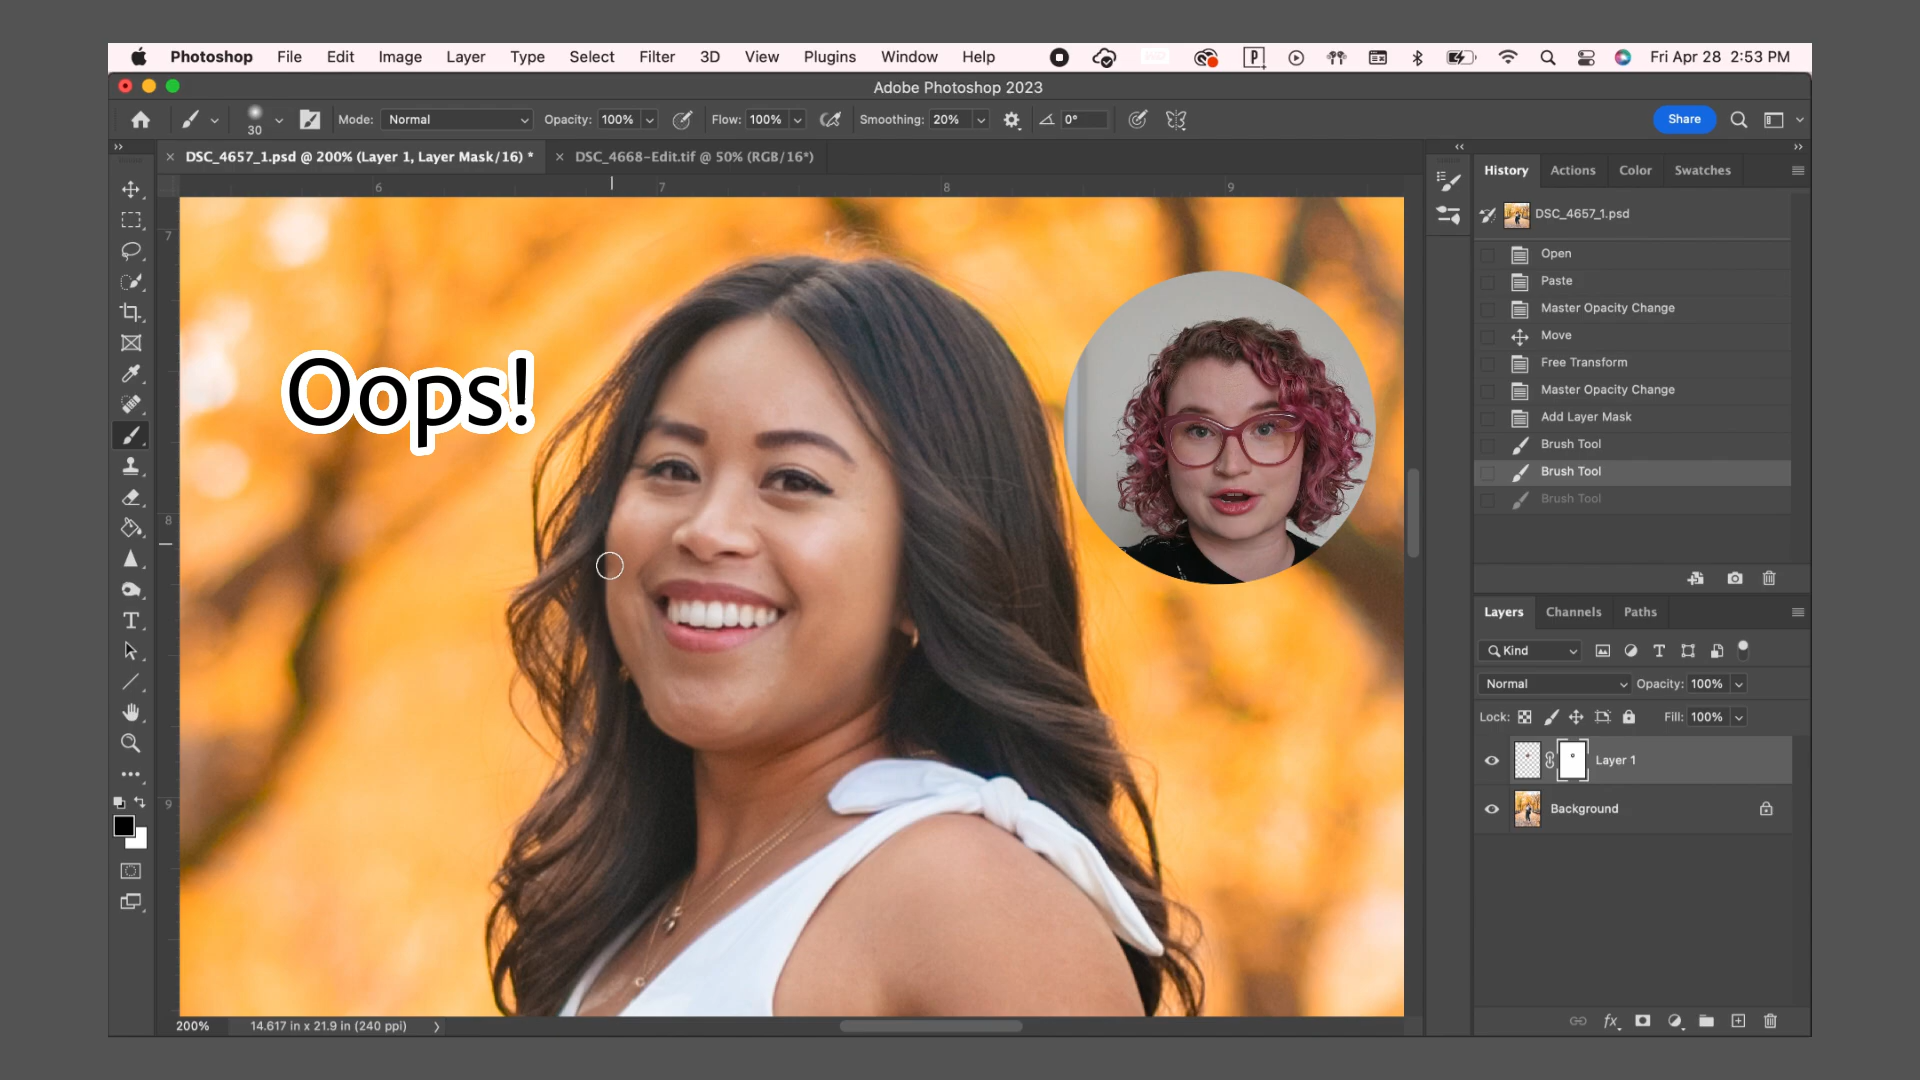 Photoshop File Edit Image Layer Type Select Filter 3D View Plugins Window Help Fri Apr 28 2:53 PM
Adobe Photoshop 2023
30 Mode: Normal Opacity: 100% Flow: 100% Smoothing: 20% 0° Share
DSC_4657_1.psd @ 200% (Layer 1, Layer Mask/16) * DSC_4668-Edit.tif @ 50% (RGB/16*)
6 7 8 9
7
8
9
Oops!
History Actions Color Swatches
DSC_4657_1.psd
Open
Paste
Master Opacity Change
Move
Free Transform
Master Opacity Change
Add Layer Mask
Brush Tool
Brush Tool
Brush Tool
Layers Channels Paths
Kind
Normal Opacity: 100%
Lock: Fill: 100%
Layer 1
Background
fx
200% 14.617 in x 21.9 in (240 ppi)